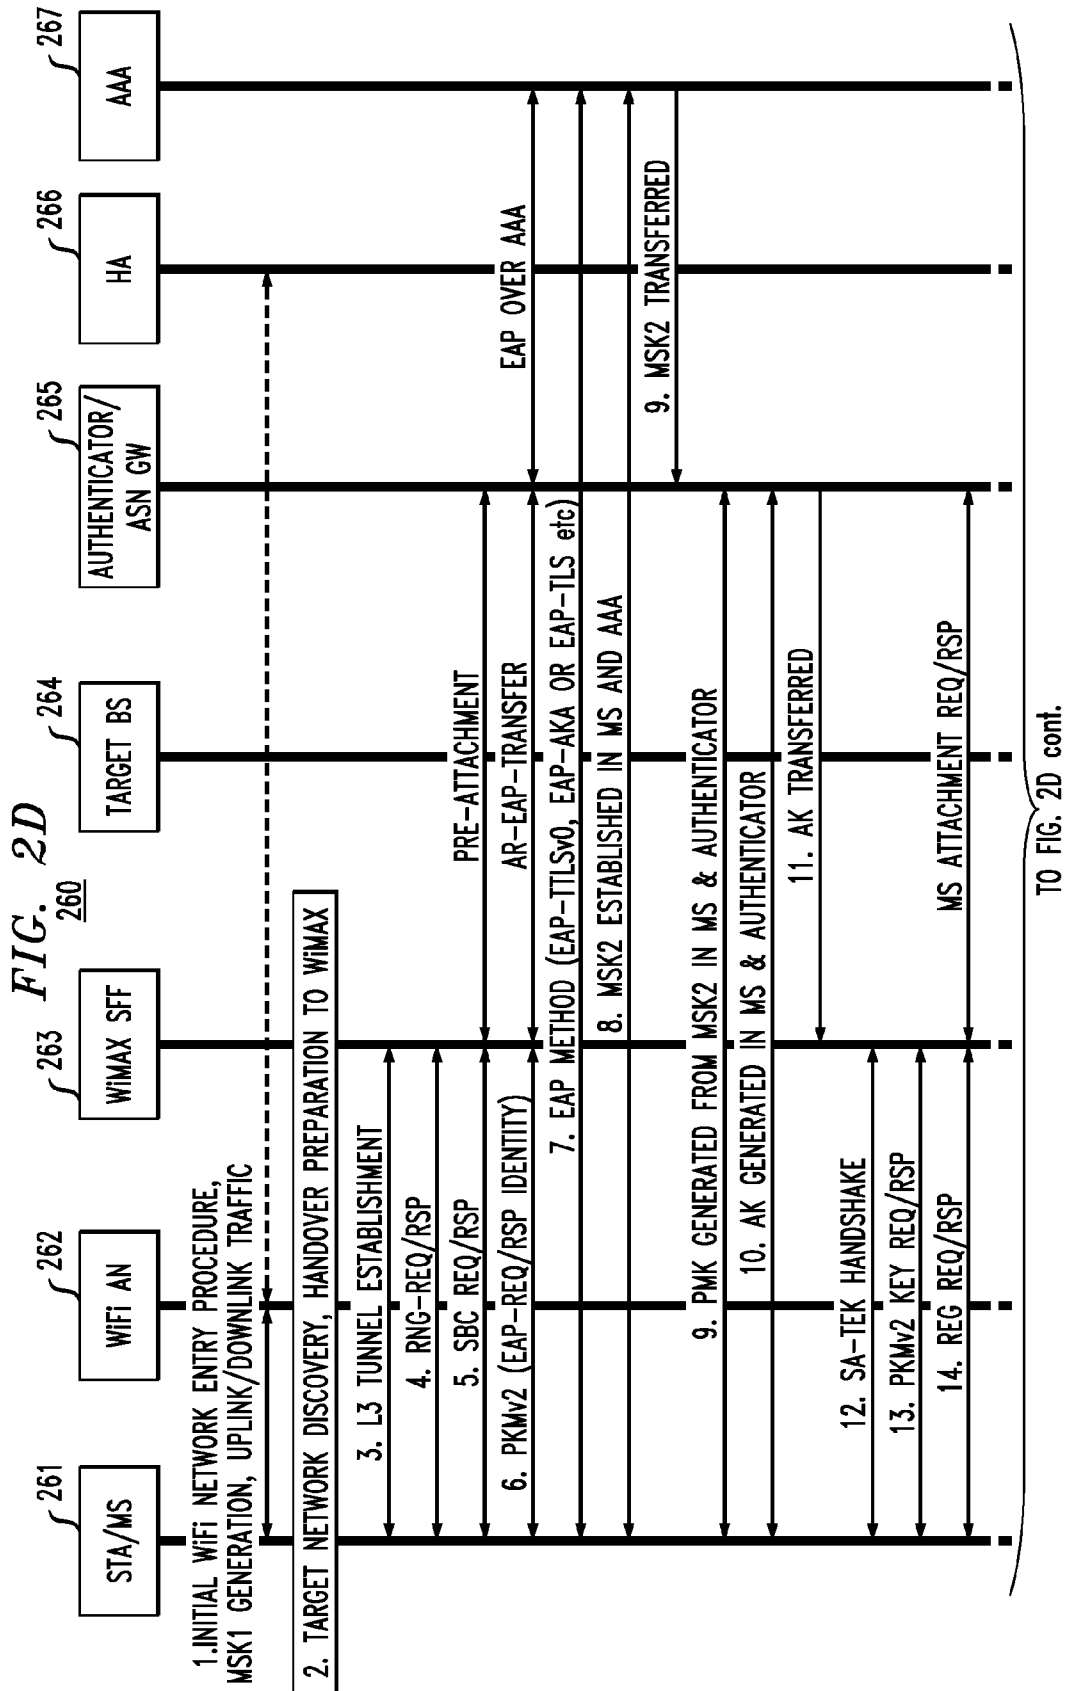 FIG. 2D
260
STA/MS
261
WiFi AN
262
WiMAX SFF
263
TARGET BS
264
AUTHENTICATOR/
ASN GW
265
HA
266
AAA
267
1.INITIAL WiFi NETWORK ENTRY PROCEDURE,
MSK1 GENERATION, UPLINK/DOWNLINK TRAFFIC
2. TARGET NETWORK DISCOVERY, HANDOVER PREPARATION TO WiMAX
3. L3 TUNNEL ESTABLISHMENT
4. RNG-REQ/RSP
5. SBC REQ/RSP
PRE-ATTACHMENT
6. PKMv2 (EAP-REQ/RSP IDENTITY)
AR-EAP-TRANSFER
EAP OVER AAA
7. EAP METHOD (EAP-TTLSv0, EAP-AKA OR EAP-TLS etc)
8. MSK2 ESTABLISHED IN MS AND AAA
9. MSK2 TRANSFERRED
9. PMK GENERATED FROM MSK2 IN MS & AUTHENTICATOR
10. AK GENERATED IN MS & AUTHENTICATOR
11. AK TRANSFERRED
12. SA-TEK HANDSHAKE
13. PKMv2 KEY REQ/RSP
14. REG REQ/RSP
MS ATTACHMENT REQ/RSP
TO FIG. 2D cont.